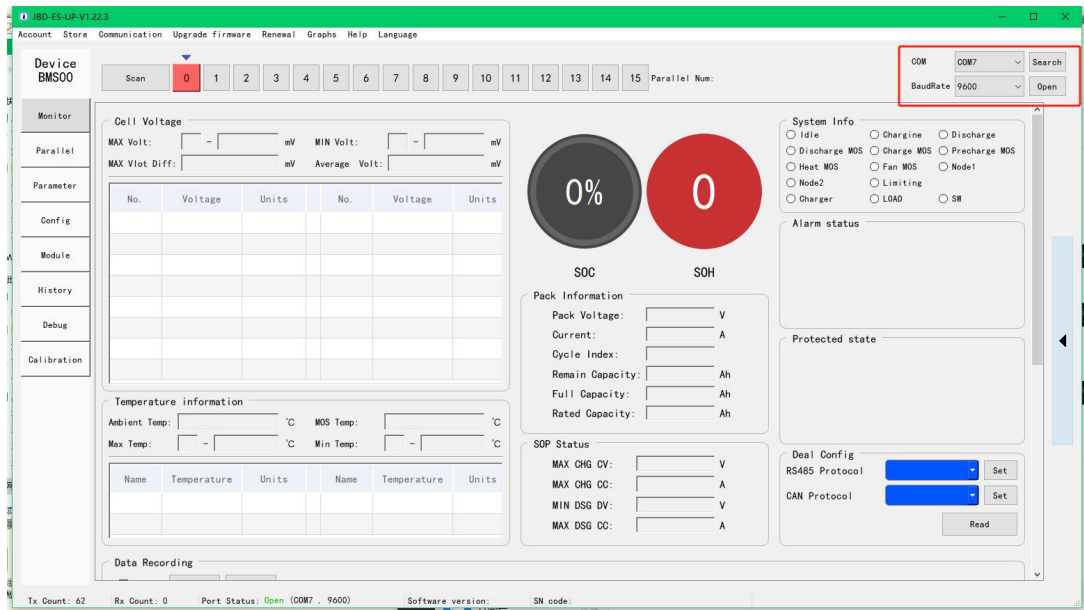 JBD-ES-UP-V1.22.3
Account Store Communication Upgrade firmware Renewal Graphs Help Language
Device
BMS00
Scan 0 1 2 3 4 5 6 7 8 9 10 11 12 13 14 15 Parallel Num:
COM COM7 Search
BaudRate 9600 Open
Monitor
Parallel
Parameter
Config
Module
History
Debug
Calibration
Cell Voltage
MAX Volt: - mV MIN Volt: - mV
MAX Vlot Diff: mV Average Volt: mV
No. Voltage Units No. Voltage Units
Temperature information
Ambient Temp: ℃ MOS Temp: ℃
Max Temp: - ℃ Min Temp: - ℃
Name Temperature Units Name Temperature Units
Data Recording
0% 0
SOC SOH
Pack Information
Pack Voltage: V
Current: A
Cycle Index:
Remain Capacity: Ah
Full Capacity: Ah
Rated Capacity: Ah
SOP Status
MAX CHG CV: V
MAX CHG CC: A
MIN DSG DV: V
MAX DSG CC: A
System Info
Idle Chargine Discharge
Discharge MOS Charge MOS Precharge MOS
Heat MOS Fan MOS Node1
Node2 Limiting
Charger LOAD SW
Alarm status
Protected state
Deal Config
RS485 Protocol Set
CAN Protocol Set
Read
Tx Count: 62 Rx Count: 0 Port Status: Open (COM7 , 9600) Software version: SN code: